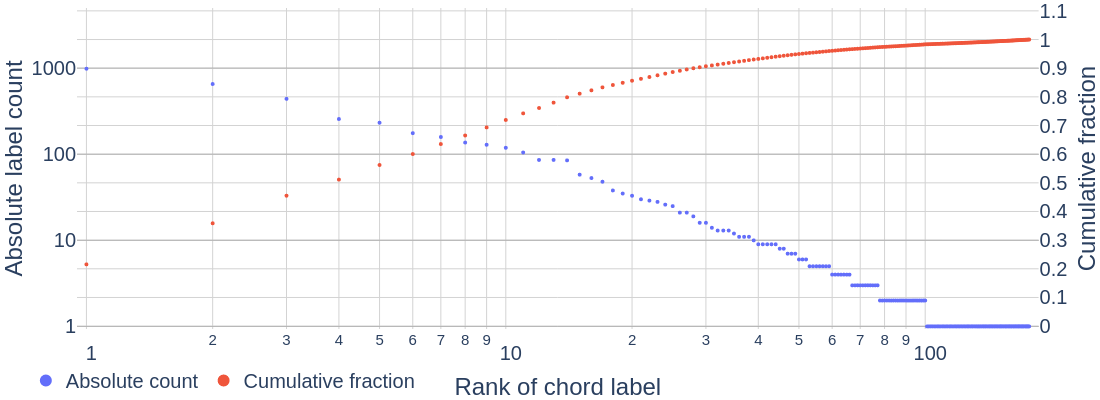 Absolute label count
1000
100
10
1
1.1
1
0.9
0.8
0.7
0.6
0.5
0.4
0.3
0.2
0.1
0
Cumulative fraction
1 2 3 4 5 6 7 8 9 10 2 3 4 5 6 7 8 9 100
Rank of chord label
Absolute count
Cumulative fraction